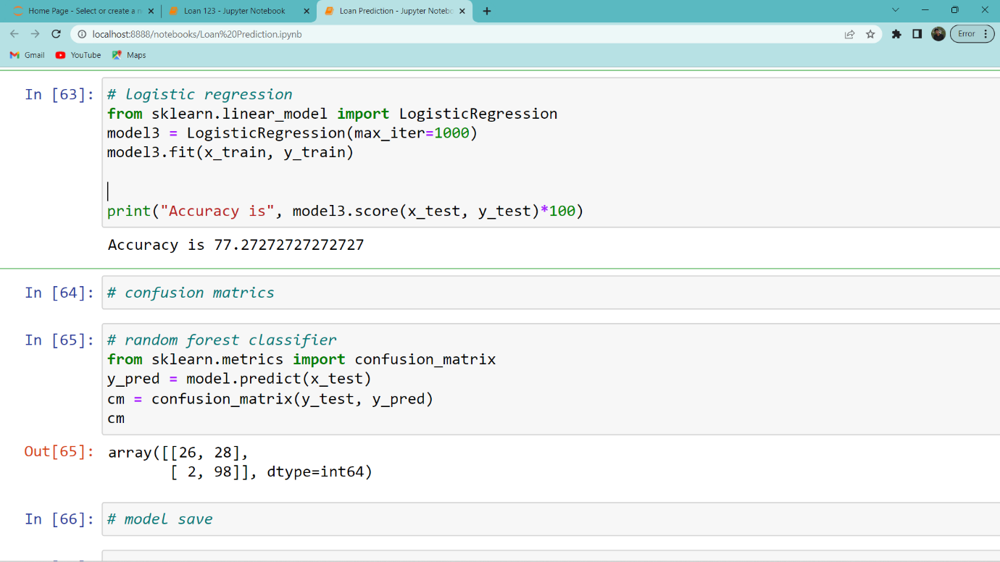 Home Page - Select or create a n
Loan 123 - Jupyter Notebook
Loan Prediction - Jupyter Notebo
localhost:8888/notebooks/Loan%20Prediction.ipynb
Error
Gmail
YouTube
Maps
In [63]:
# logistic regression
from sklearn.linear_model import LogisticRegression
model3 = LogisticRegression(max_iter=1000)
model3.fit(x_train, y_train)
print("Accuracy is", model3.score(x_test, y_test)*100)
Accuracy is 77.27272727272727
In [64]:
# confusion matrics
In [65]:
# random forest classifier
from sklearn.metrics import confusion_matrix
y_pred = model.predict(x_test)
cm = confusion_matrix(y_test, y_pred)
cm
Out[65]:
array([[26, 28],
[ 2, 98]], dtype=int64)
In [66]:
# model save